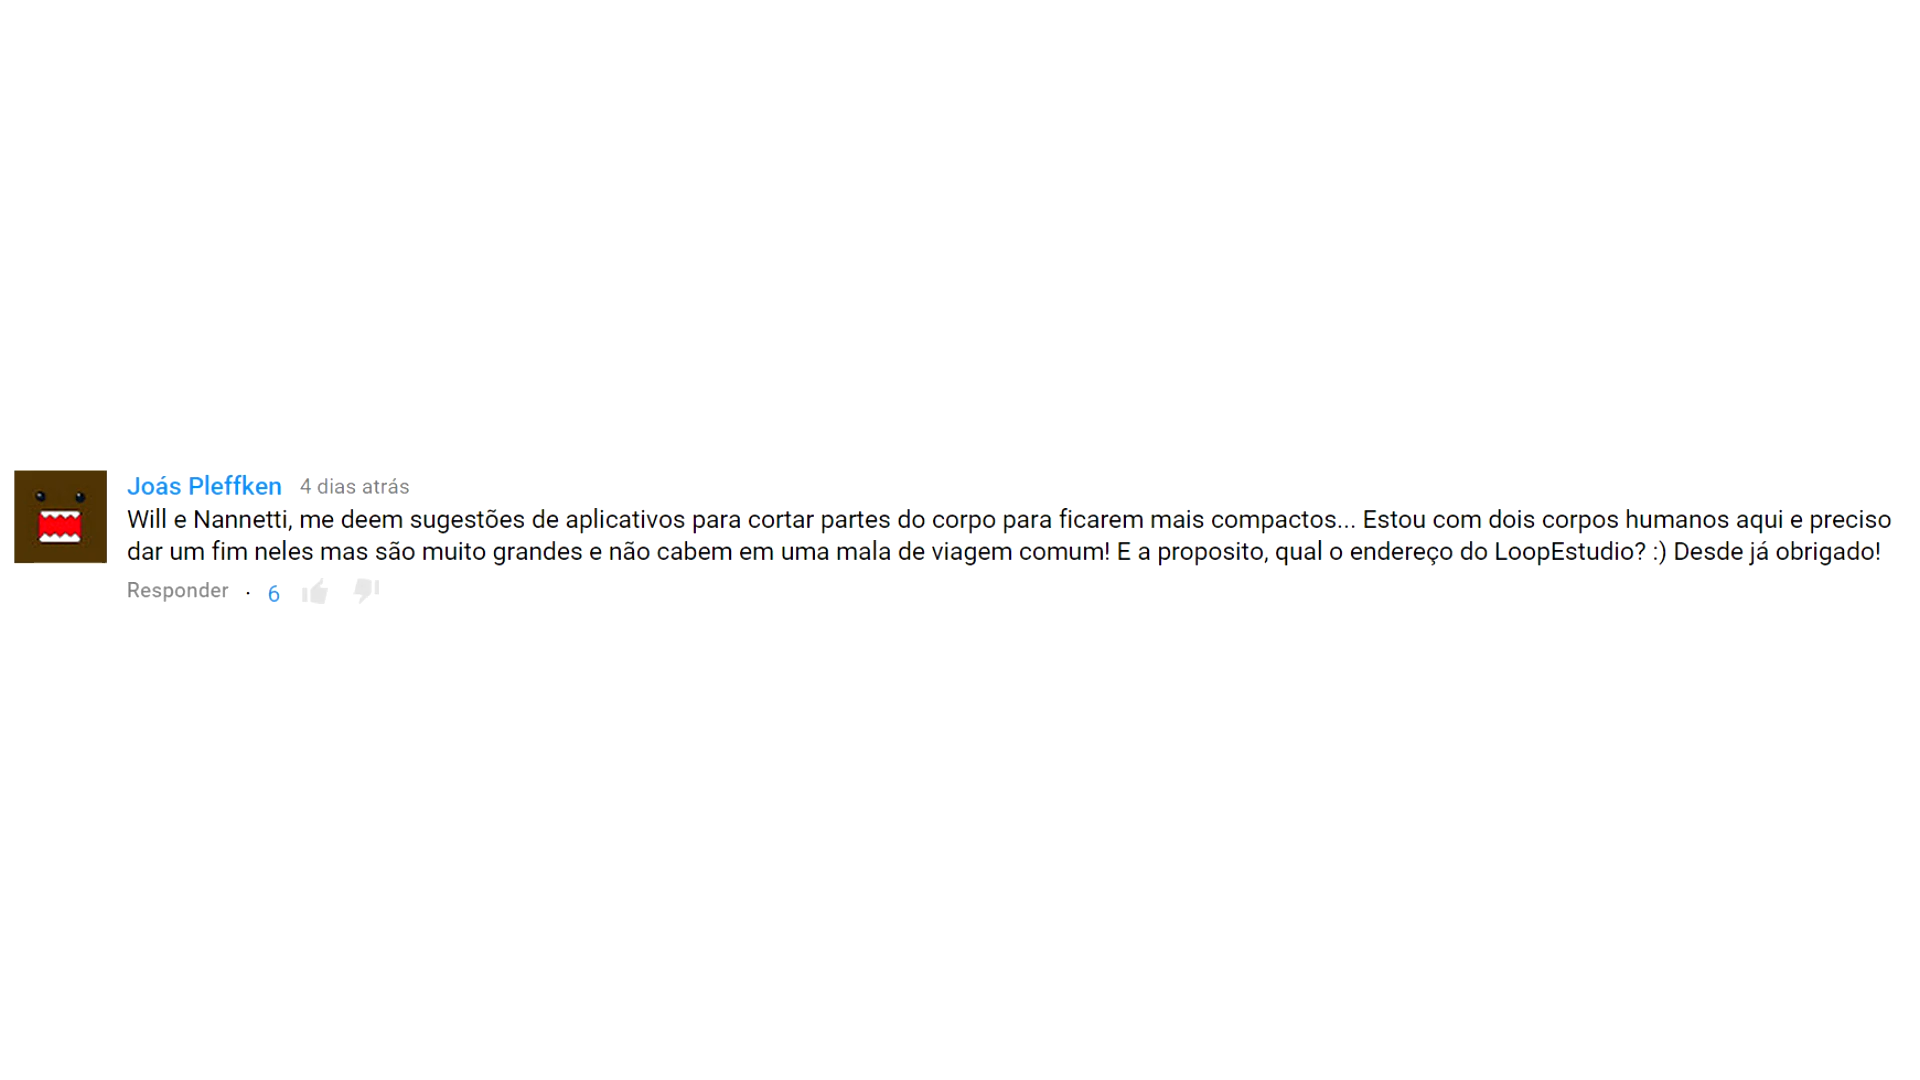 Joás Pleffken 4 dias atrás
Will e Nannetti, me deem sugestões de aplicativos para cortar partes do corpo para ficarem mais compactos... Estou com dois corpos humanos aqui e preciso
dar um fim neles mas são muito grandes e não cabem em uma mala de viagem comum! E a proposito, qual o endereço do LoopEstudio? :) Desde já obrigado!
Responder · 6